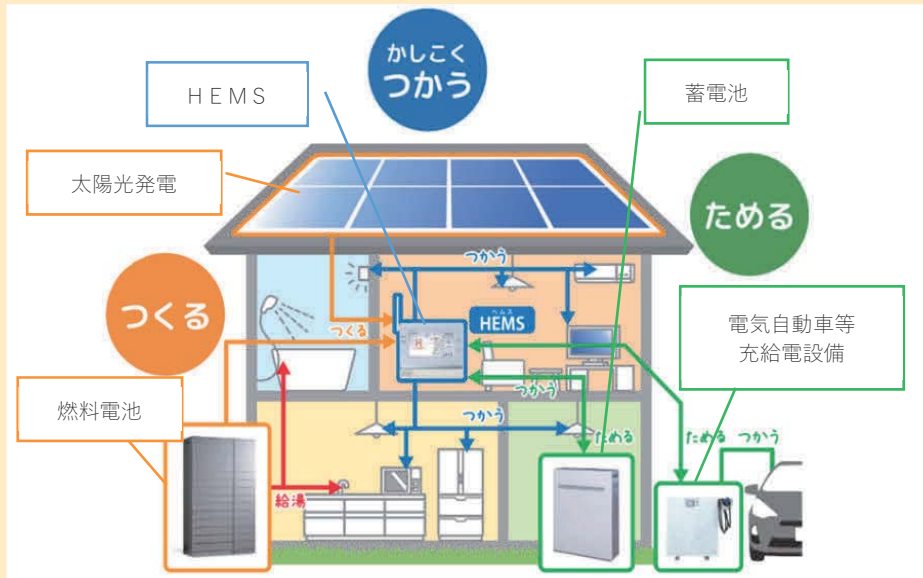 かしこく
つかう
ＨＥＭＳ
蓄電池
太陽光発電
ためる
つかう
つくる
つくる
ヘムス
HEMS
電気自動車等
充給電設備
つかう
燃料電池
つかう
ためる
ためる つかう
給湯